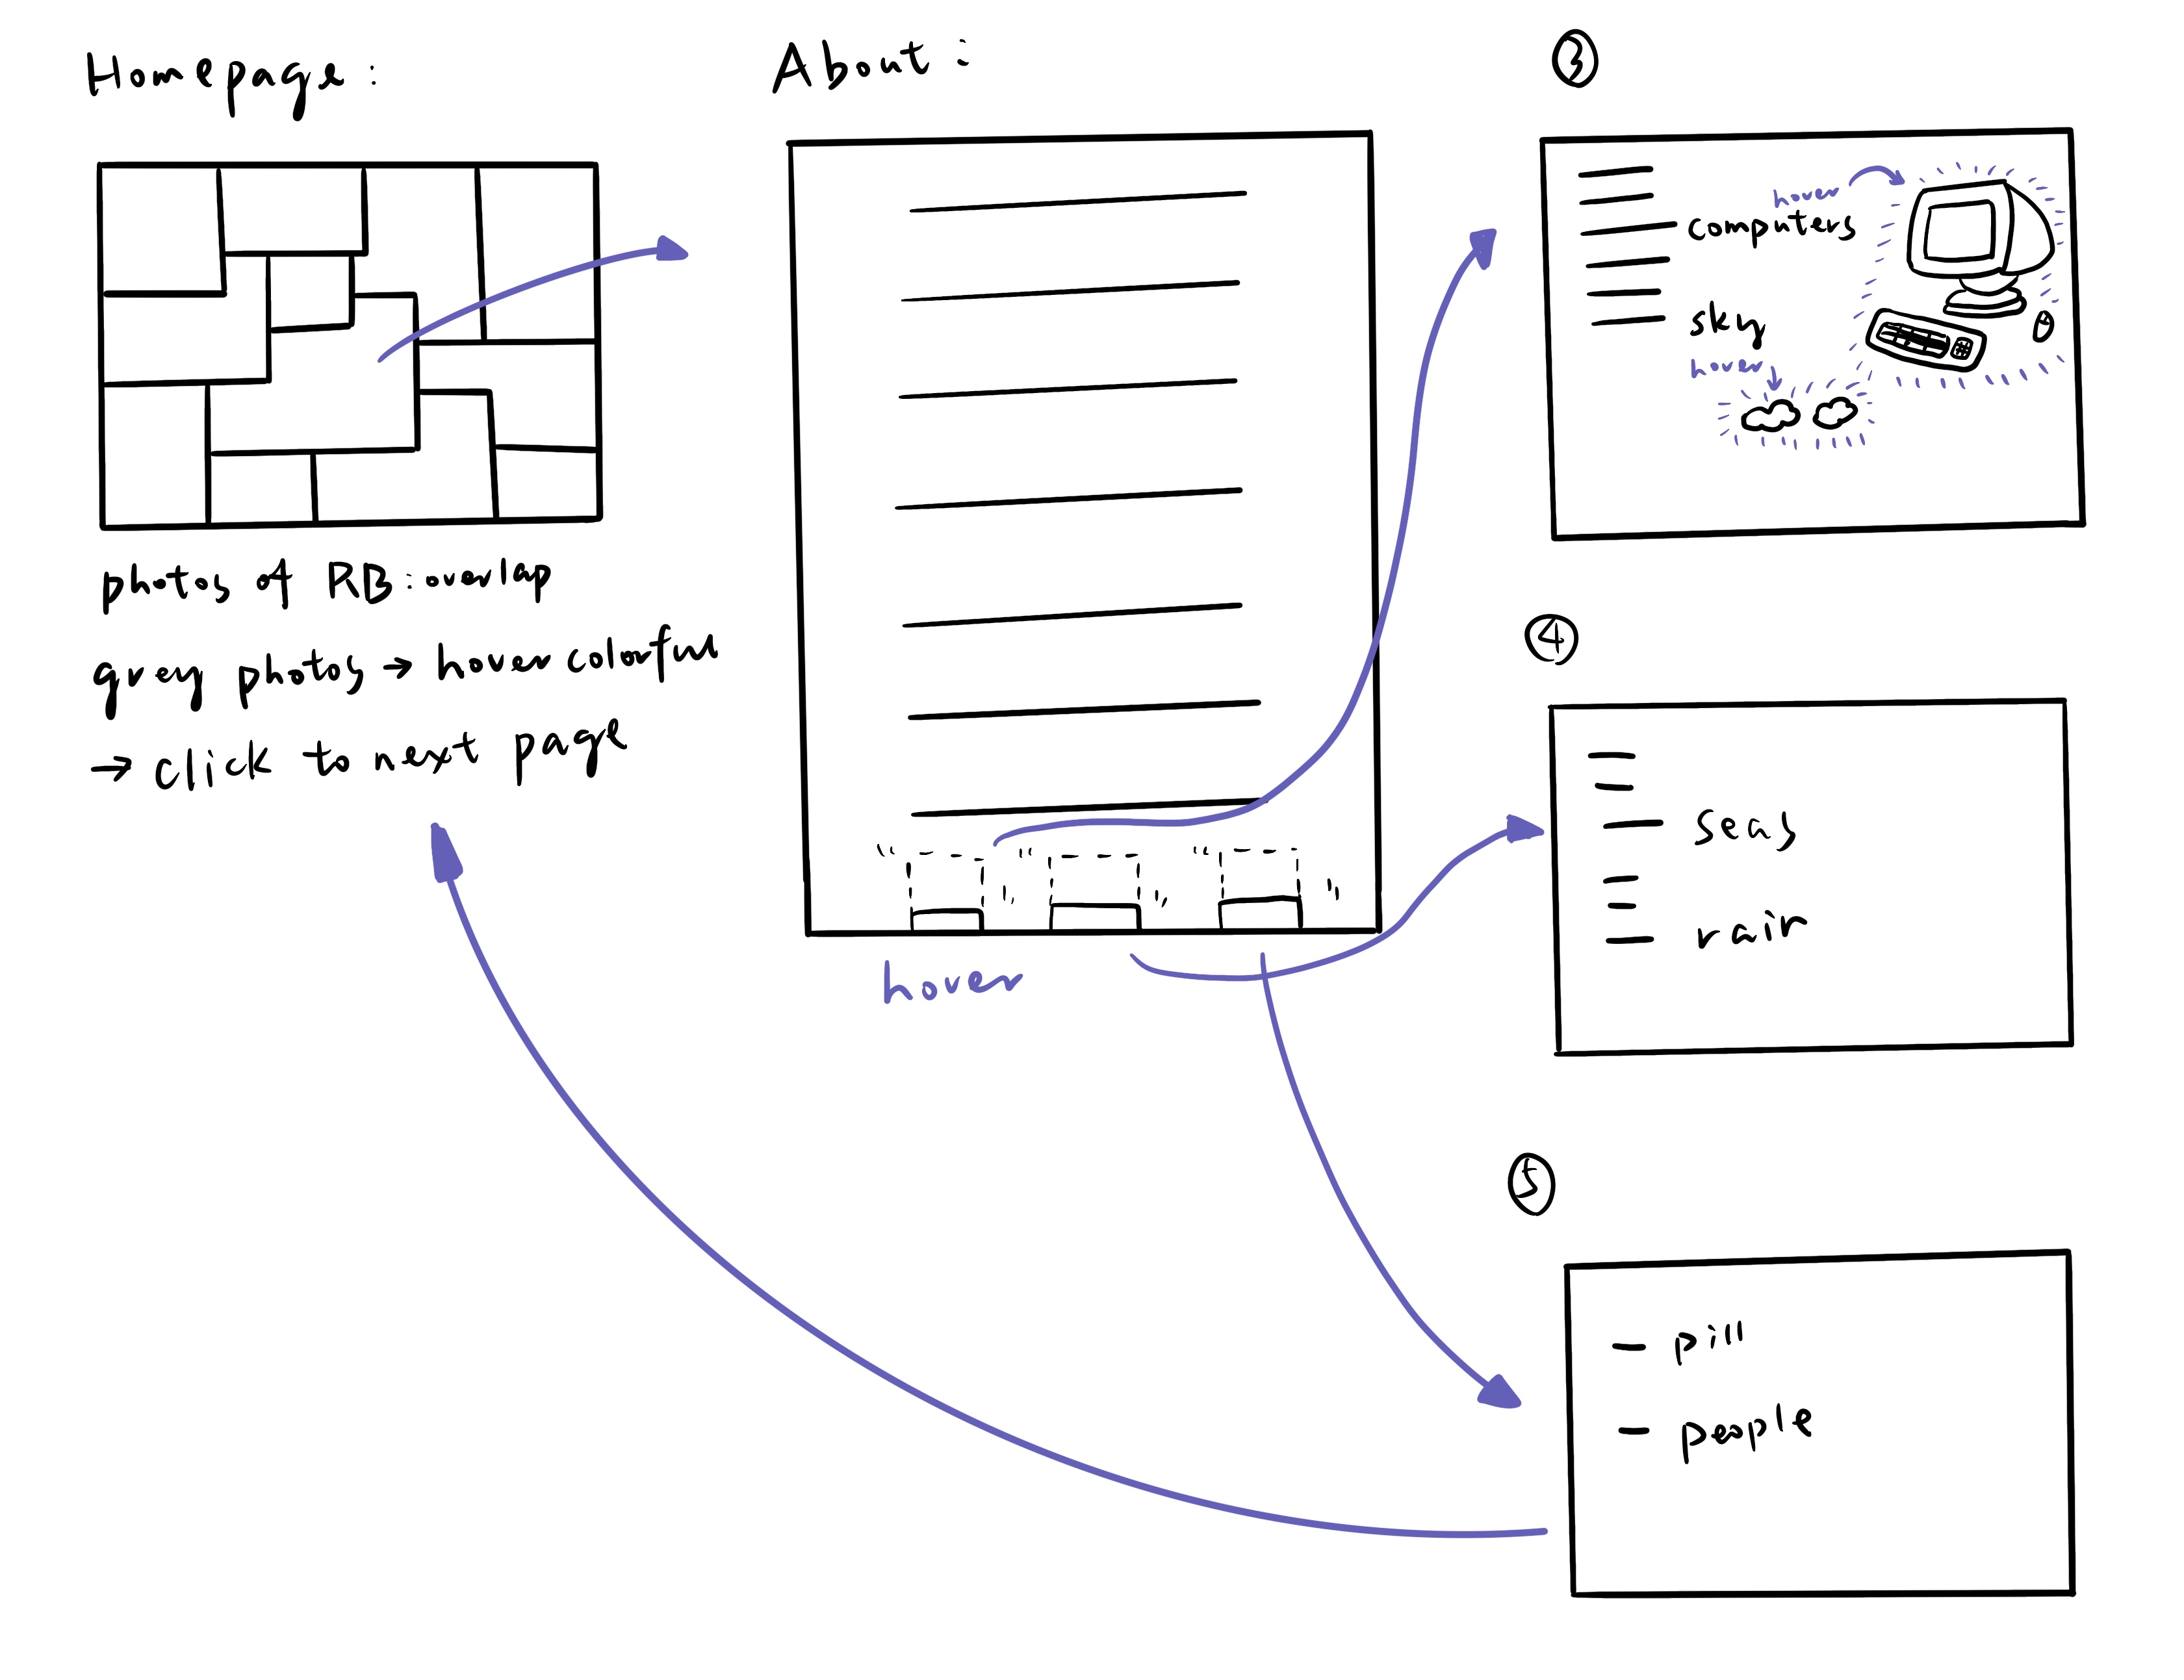 Homepage:
photos of RB: overlap
grey photos → hover colorful
→ click to next page
About:
hover
③
hover
computers
sky
hover
④
seas
rain
⑤
pill
people